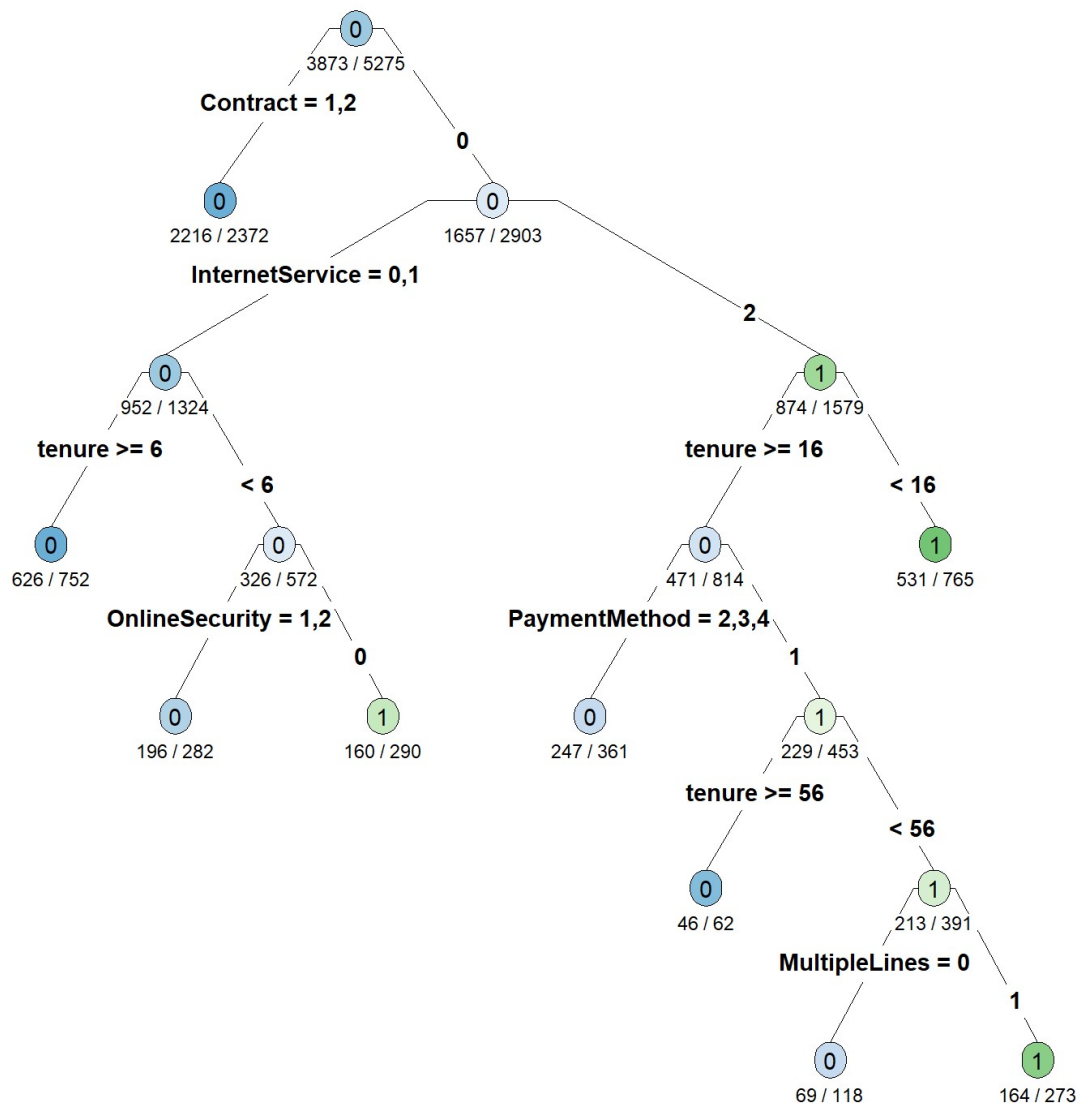 0
3873 / 5275
Contract = 1,2
0
0
2216 / 2372
0
1657 / 2903
InternetService = 0,1
2
0
952 / 1324
1
874 / 1579
tenure >= 6
< 6
tenure >= 16
< 16
0
626 / 752
0
326 / 572
0
471 / 814
1
531 / 765
OnlineSecurity = 1,2
0
PaymentMethod = 2,3,4
1
0
196 / 282
1
160 / 290
0
247 / 361
1
229 / 453
tenure >= 56
< 56
0
46 / 62
1
213 / 391
MultipleLines = 0
1
0
69 / 118
1
164 / 273